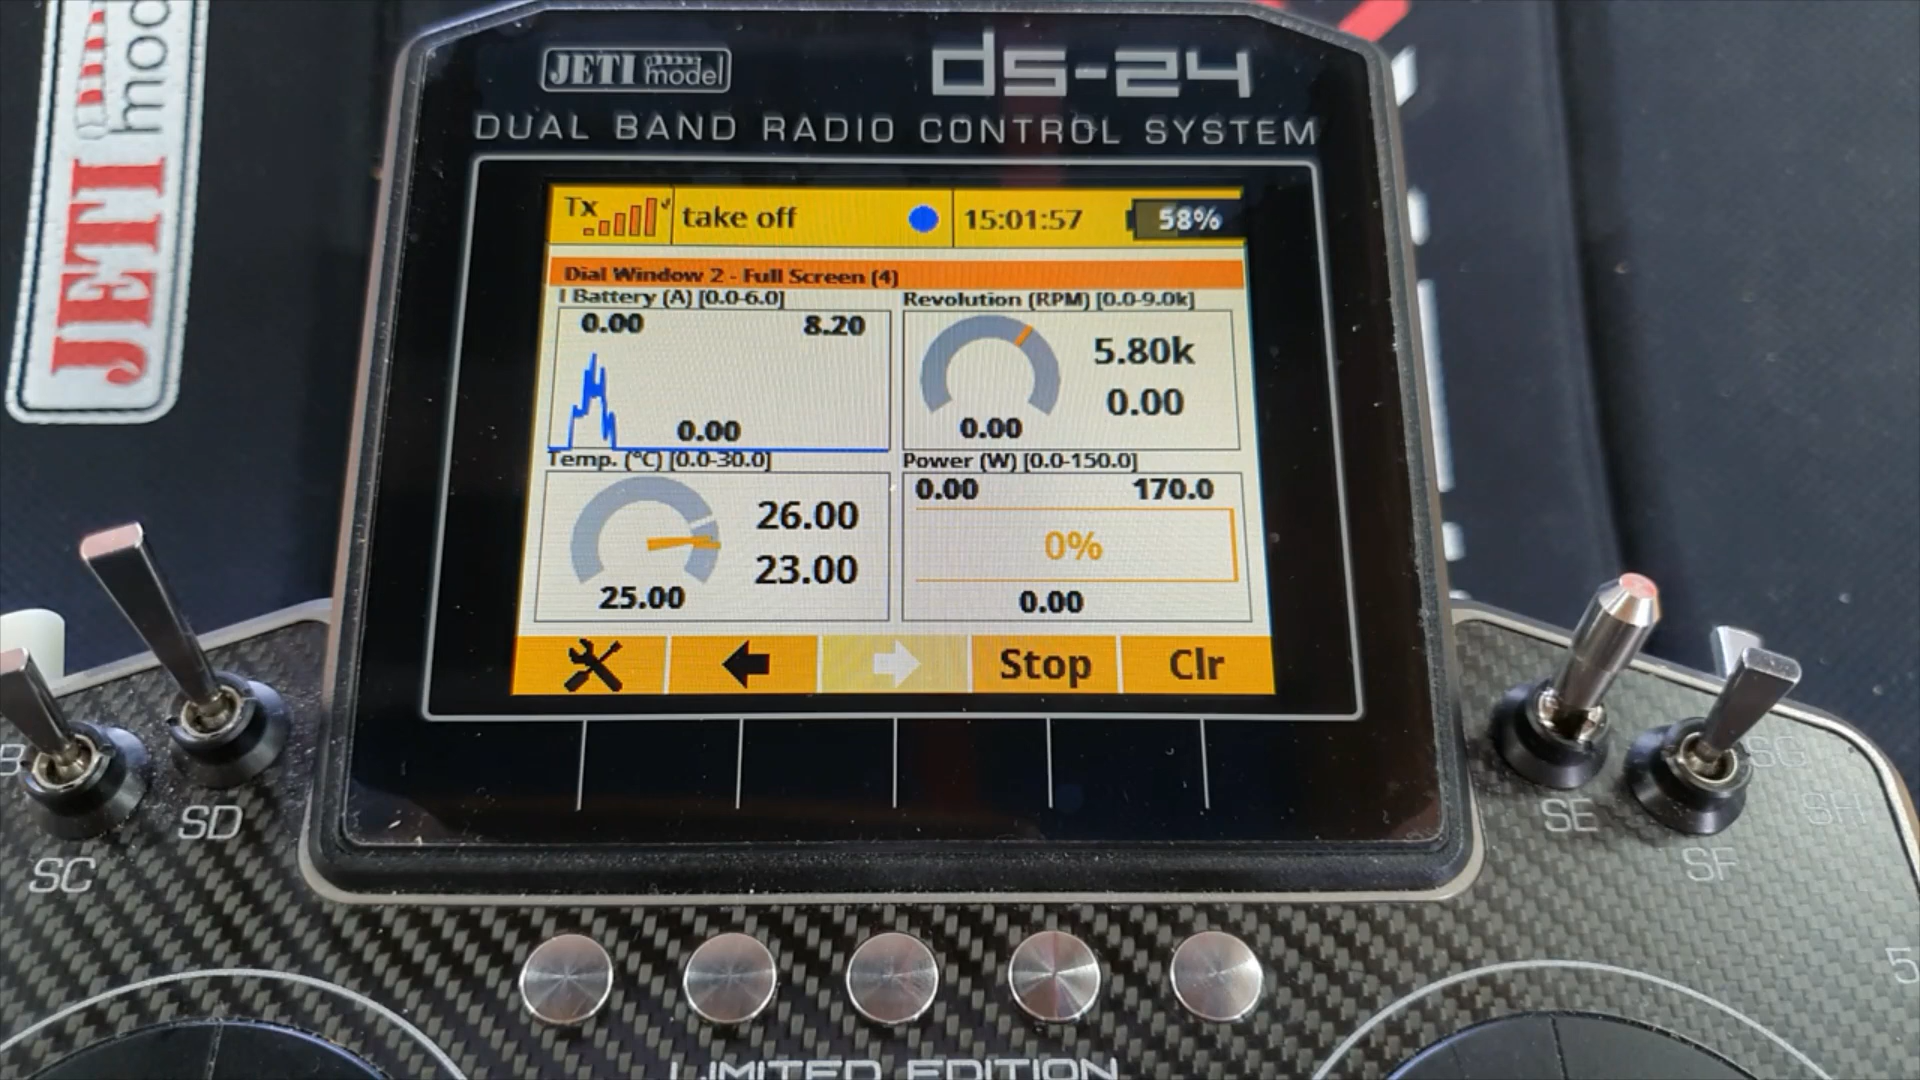 JETI model
JETI model ds-24
DUAL BAND RADIO CONTROL SYSTEM
Tx take off 15:01:57 58%
Dial Window 2 - Full Screen (4)
I Battery (A) [0.0-6.0]
0.00 8.20
0.00
Revolution (RPM) [0.0-9.0k]
5.80k
0.00
0.00
Temp. (°C) [0.0-30.0]
26.00
23.00
25.00
Power (W) [0.0-150.0]
0.00 170.0
0%
0.00
Stop Clr
SC
SD
SE
SF
SG
SH
5
LIMITED EDITION